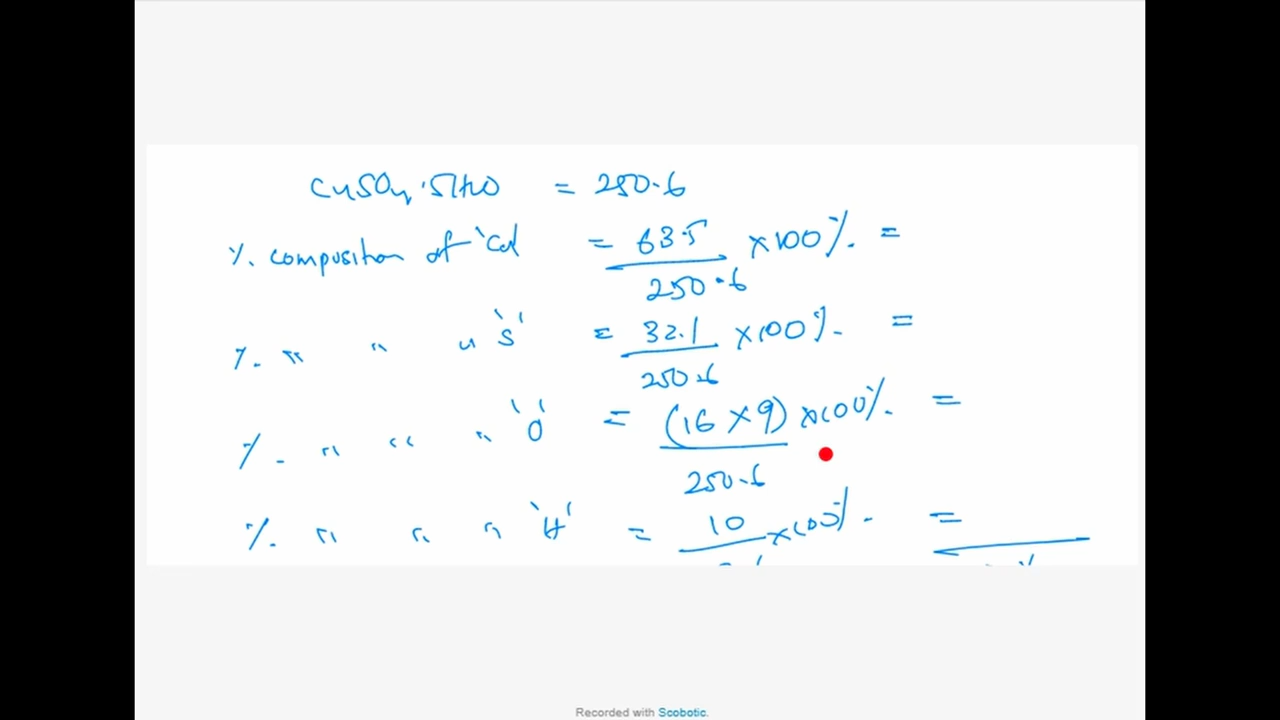 CuSO4.5H2O = 250.6
%. composition of 'Cu' = 63.5 / 250.6 ×100%. =
%. " " " 'S' = 32.1 / 250.6 ×100%. =
%. " " " 'O' = (16 × 9) / 250.6 ×100%. =
%. " " " 'H' = 10 ×100%. =
Recorded with Scobotic.